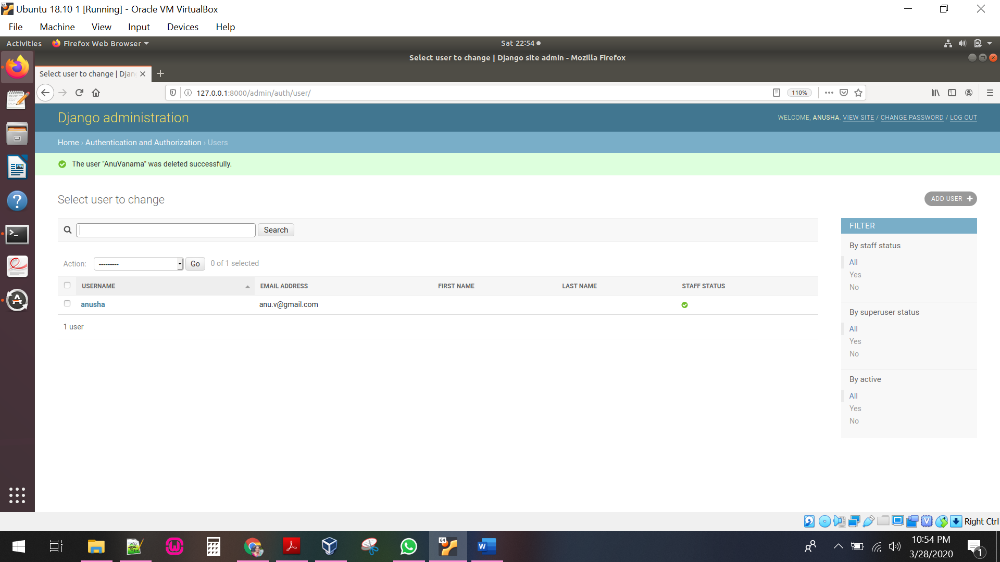 Ubuntu 18.10 1 [Running] - Oracle VM VirtualBox
File Machine View Input Devices Help
Activities Firefox Web Browser Sat 22:54
Select user to change | Django site admin - Mozilla Firefox
Select user to change | Djan
127.0.0.1:8000/admin/auth/user/ 110%
Django administration
WELCOME, ANUSHA. VIEW SITE / CHANGE PASSWORD / LOG OUT
Home › Authentication and Authorization › Users
The user "AnuVanama" was deleted successfully.
Select user to change
ADD USER
Search
Action: --------- Go 0 of 1 selected
USERNAME EMAIL ADDRESS FIRST NAME LAST NAME STAFF STATUS
anusha anu.v@gmail.com
1 user
FILTER
By staff status
All
Yes
No
By superuser status
All
Yes
No
By active
All
Yes
No
Right Ctrl
64
10:54 PM
3/28/2020
1